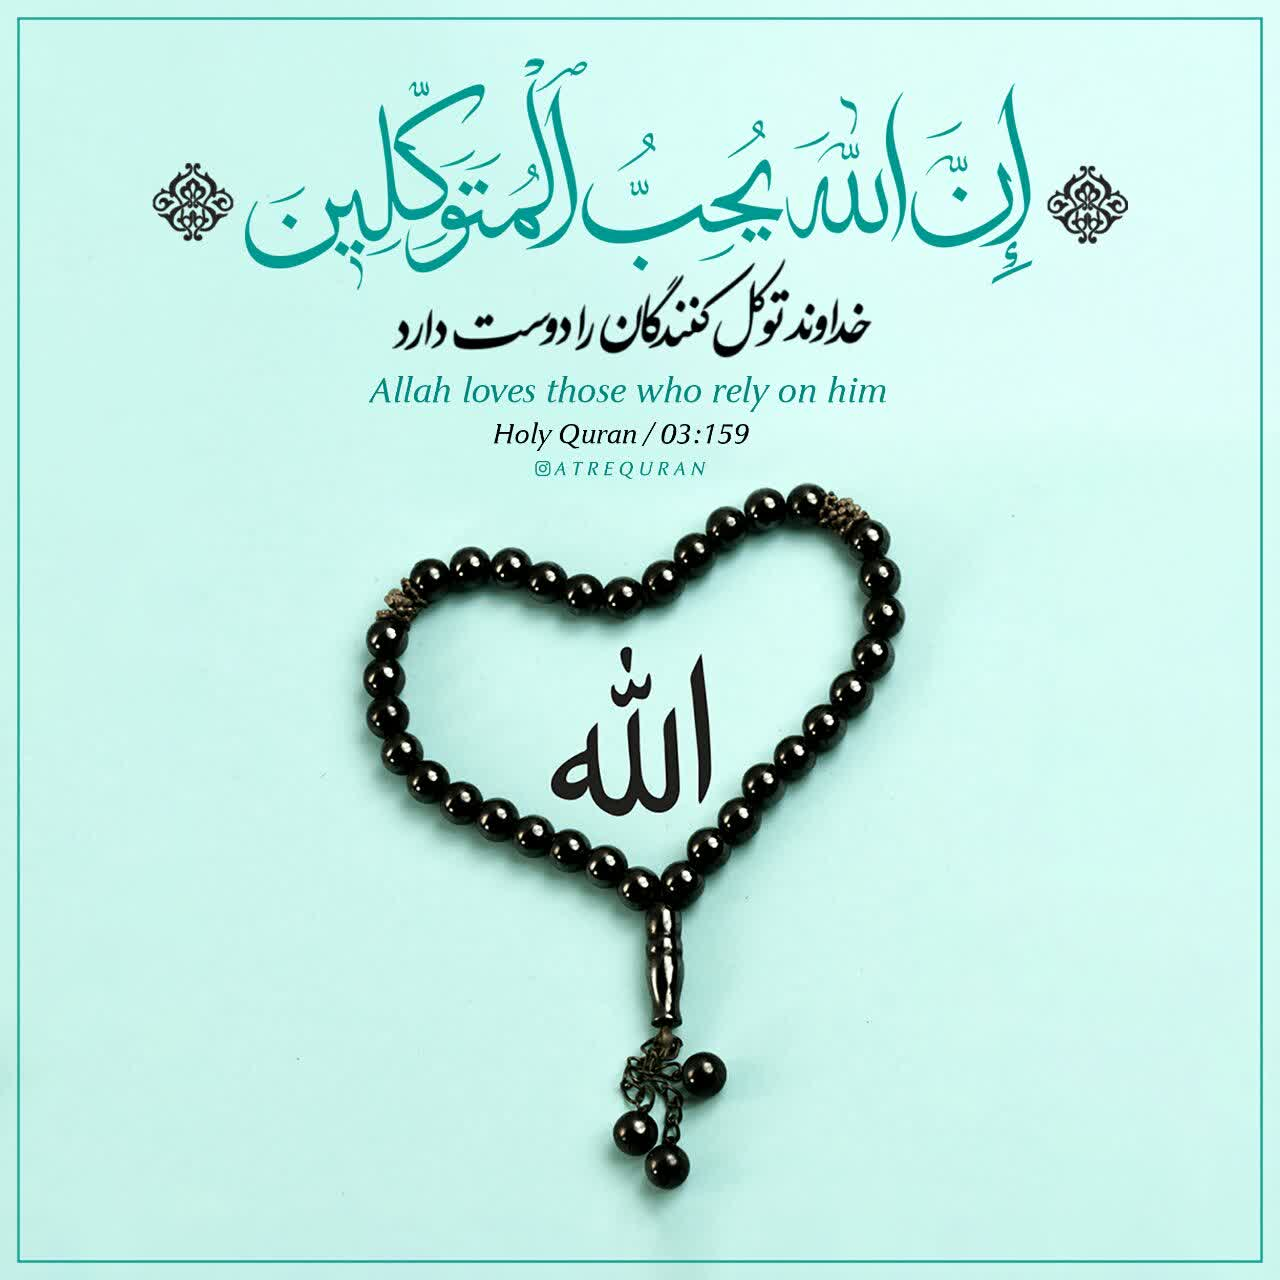 إِنَّ اللَّهَ يُحِبُّ الْمُتَوَكِّلِينَ
خداوند توکل کنندگان را دوست دارد
Allah loves those who rely on him
Holy Quran / 03:159
ATREQURAN
الله